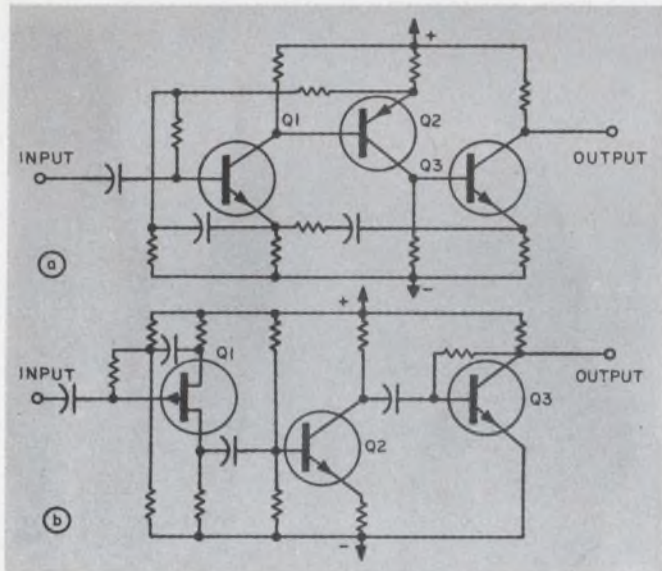 +
Q1
Q2
INPUT
Q3
OUTPUT
a
-
+
Q1
INPUT
OUTPUT
Q3
Q2
b
-